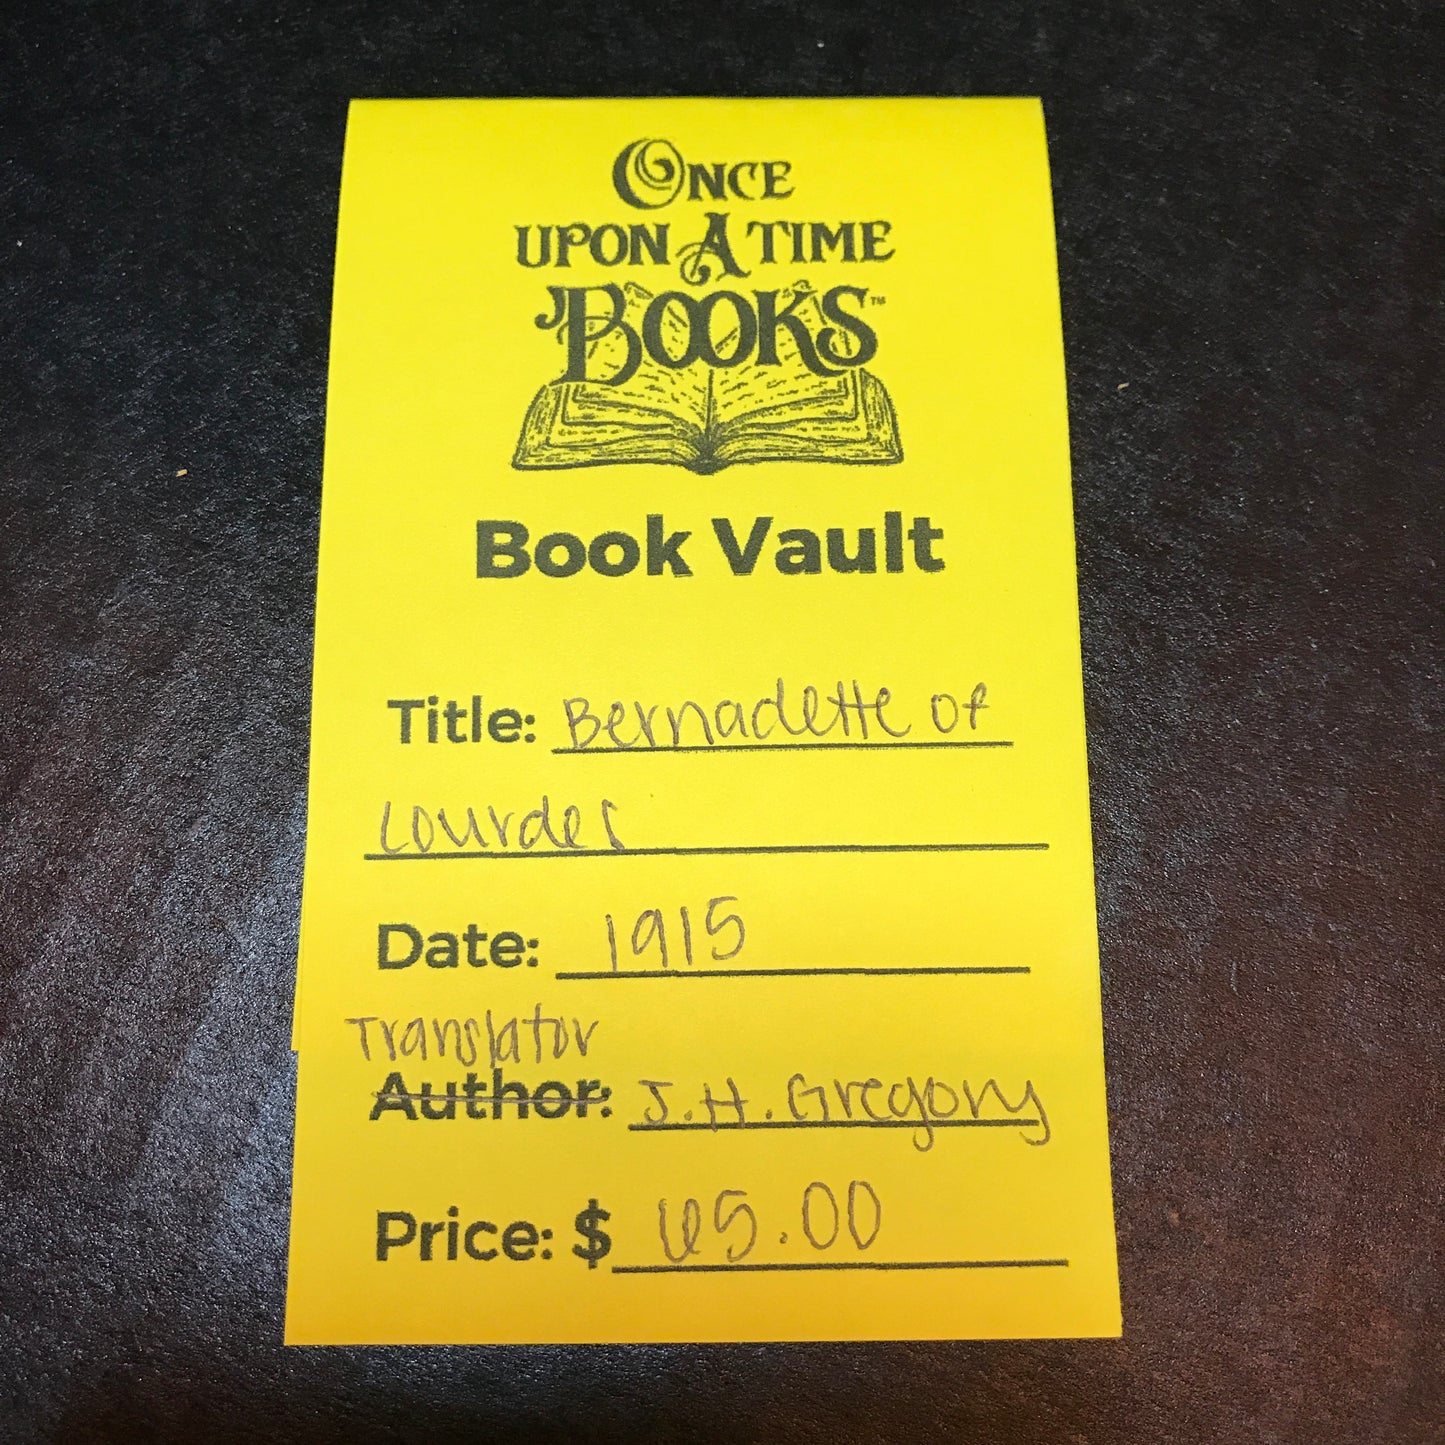 ONCE
UPON A TIME
BOOKS™
Book Vault
Title: Bernadette of
Lourdes
Date: 1915
Translator
Author: J.H. Gregory
Price: $ 65.00